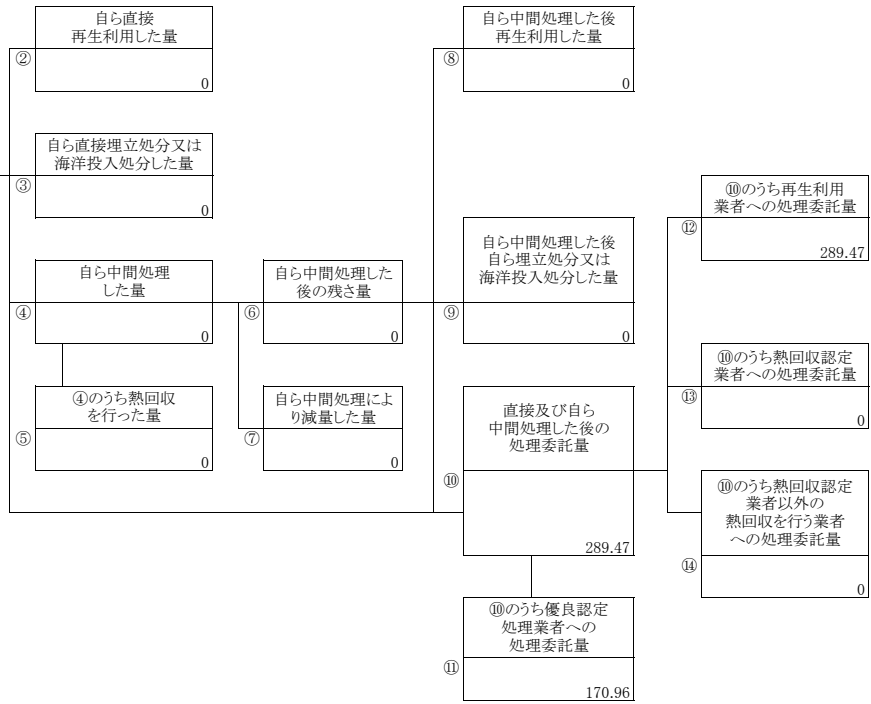 自ら直接
再生利用した量
②
0
自ら直接埋立処分又は
海洋投入処分した量
③
0
自ら中間処理
した量
④
0
④のうち熱回収
を行った量
⑤
0
自ら中間処理した
後の残さ量
⑥
0
自ら中間処理によ
り減量した量
⑦
0
自ら中間処理した後
再生利用した量
⑧
0
自ら中間処理した後
自ら埋立処分又は
海洋投入処分した量
⑨
0
直接及び自ら
中間処理した後の
処理委託量
⑩
289.47
⑩のうち優良認定
処理業者への
処理委託量
⑪
170.96
⑩のうち再生利用
業者への処理委託量
⑫
289.47
⑩のうち熱回収認定
業者への処理委託量
⑬
0
⑩のうち熱回収認定
業者以外の
熱回収を行う業者
への処理委託量
⑭
0